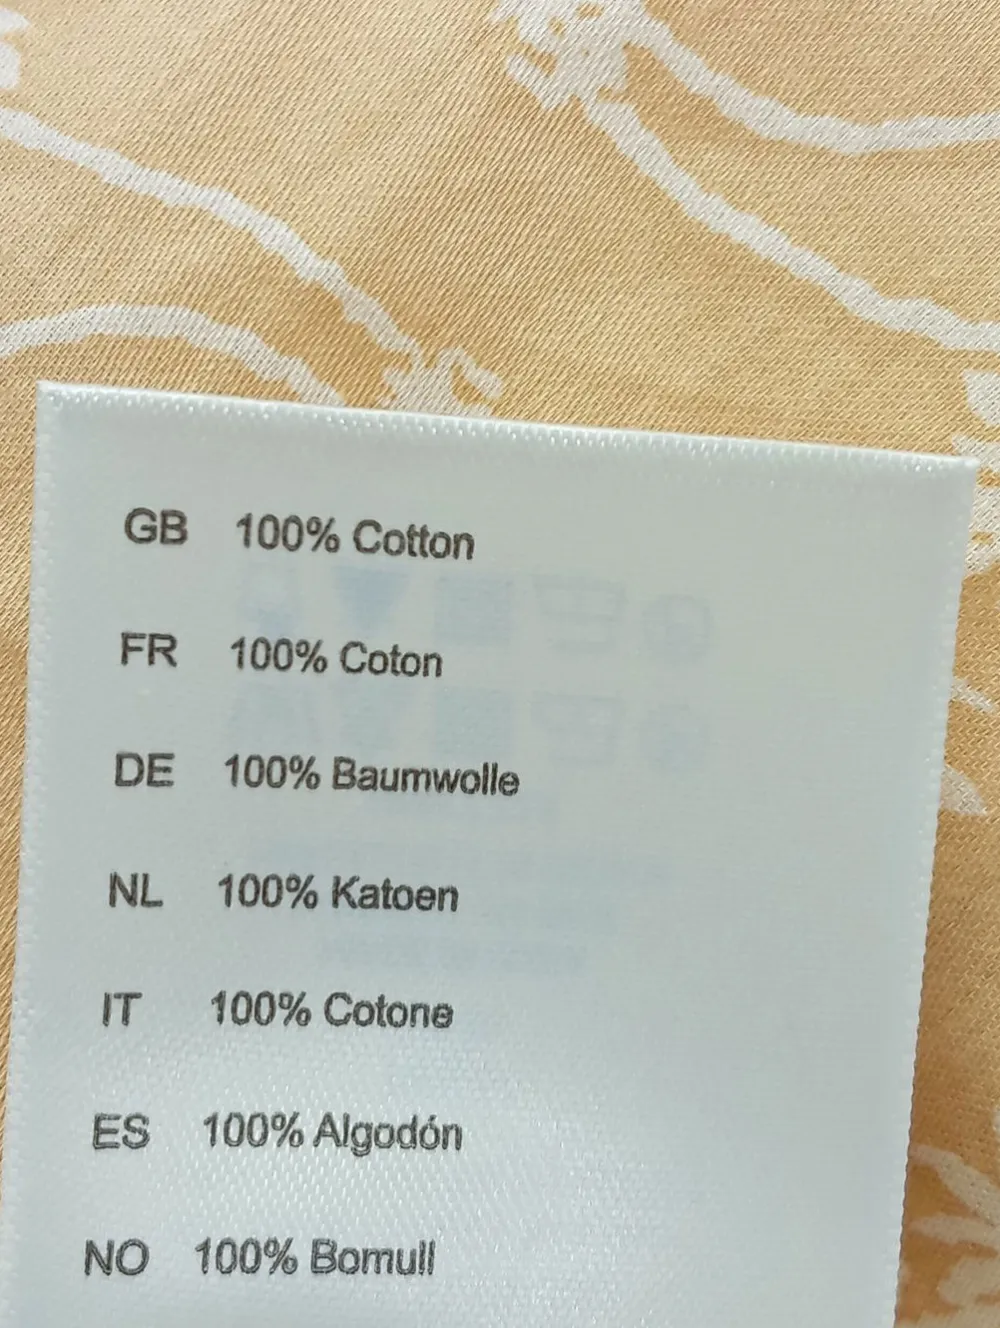 GB 100% Cotton
FR 100% Coton
DE 100% Baumwolle
NL 100% Katoen
IT 100% Cotone
ES 100% Algodón
NO 100% Bomull